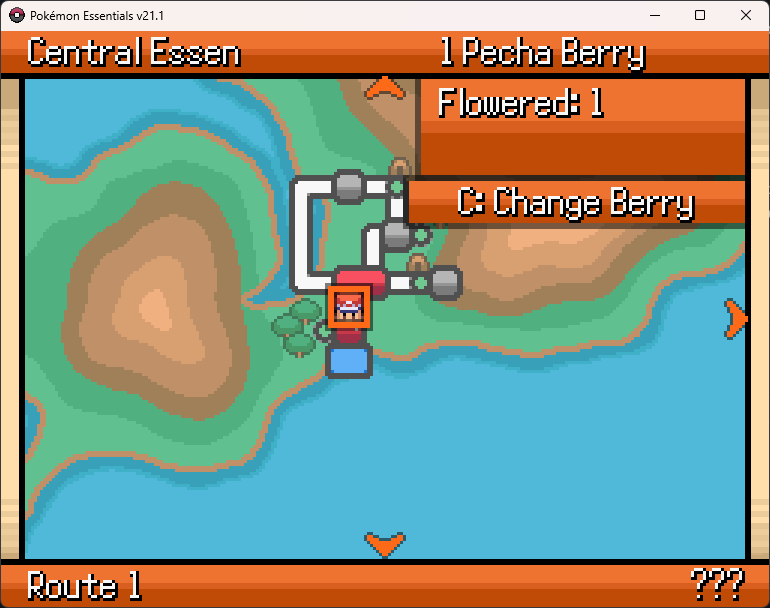 Pokémon Essentials v21.1
Central Essen
1 Pecha Berry
Flowered: 1
C: Change Berry
Route 1
???